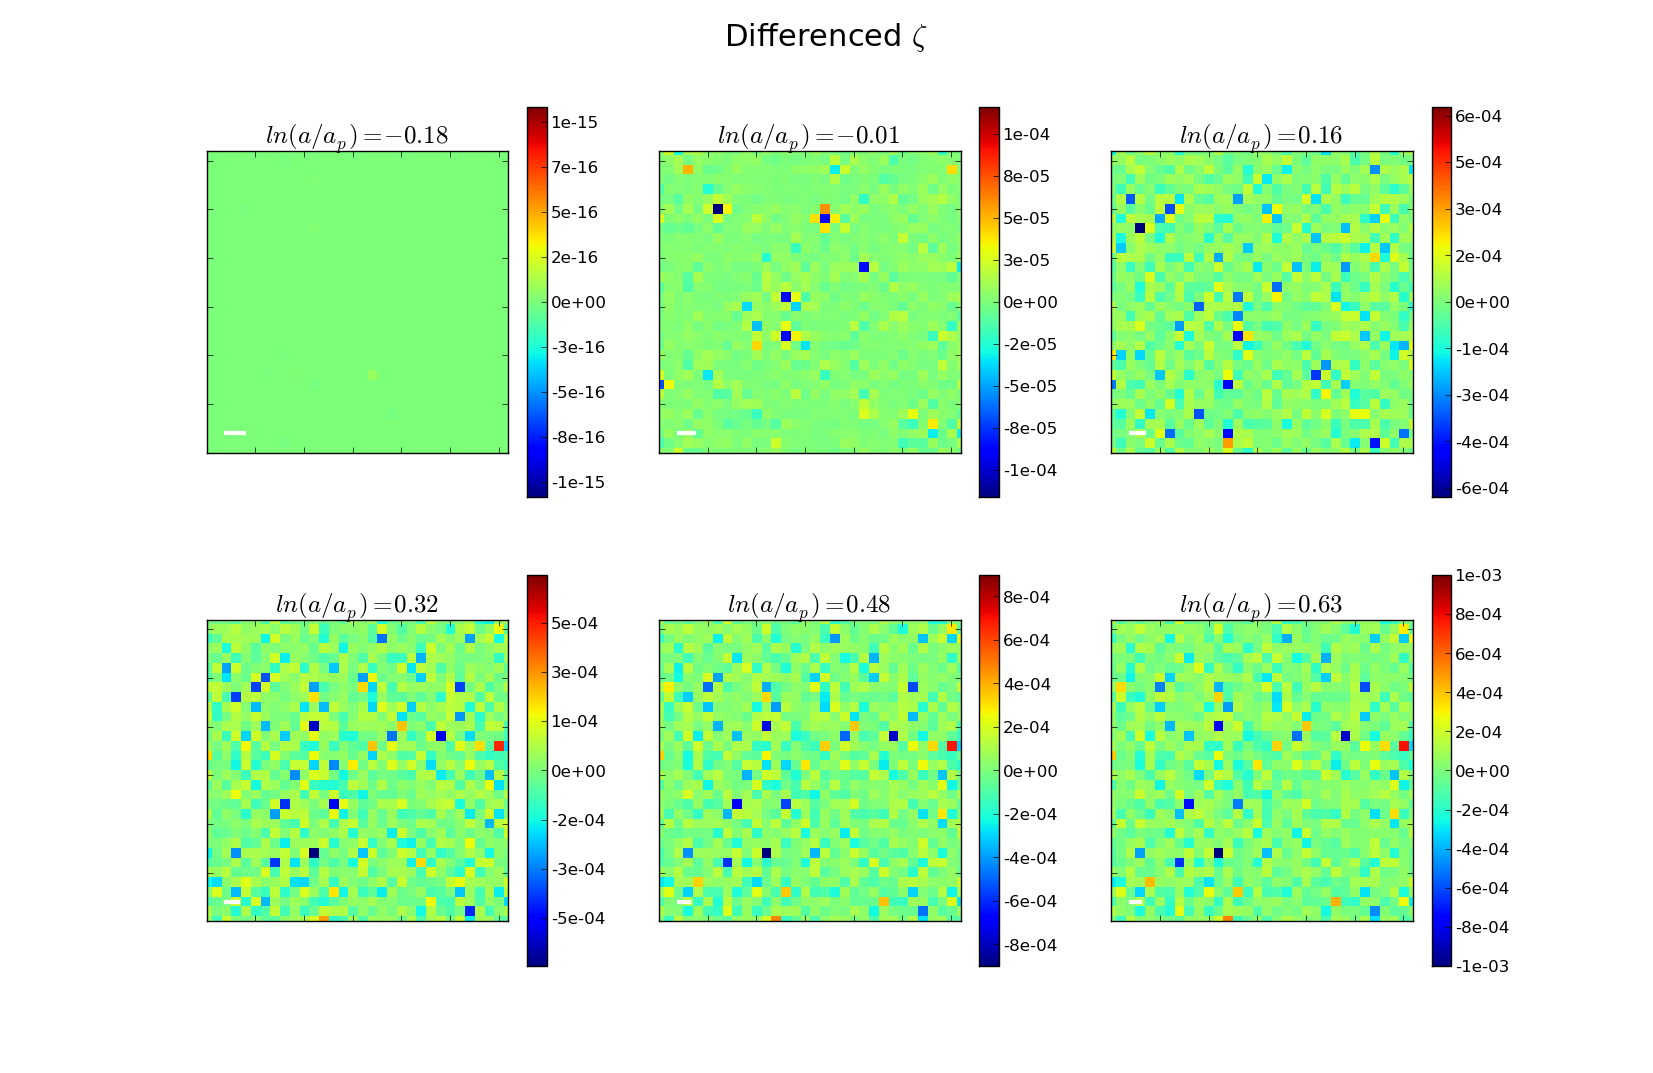 Differenced ζ
ln(a/a_p)=−0.18
1e-15
7e-16
5e-16
2e-16
0e+00
-3e-16
-5e-16
-8e-16
-1e-15
ln(a/a_p)=−0.01
1e-04
8e-05
5e-05
3e-05
0e+00
-2e-05
-5e-05
-8e-05
-1e-04
ln(a/a_p)=0.16
6e-04
5e-04
3e-04
2e-04
0e+00
-1e-04
-3e-04
-4e-04
-6e-04
ln(a/a_p)=0.32
5e-04
3e-04
1e-04
0e+00
-2e-04
-3e-04
-5e-04
ln(a/a_p)=0.48
8e-04
6e-04
4e-04
2e-04
0e+00
-2e-04
-4e-04
-6e-04
-8e-04
ln(a/a_p)=0.63
1e-03
8e-04
6e-04
4e-04
2e-04
0e+00
-2e-04
-4e-04
-6e-04
-8e-04
-1e-03